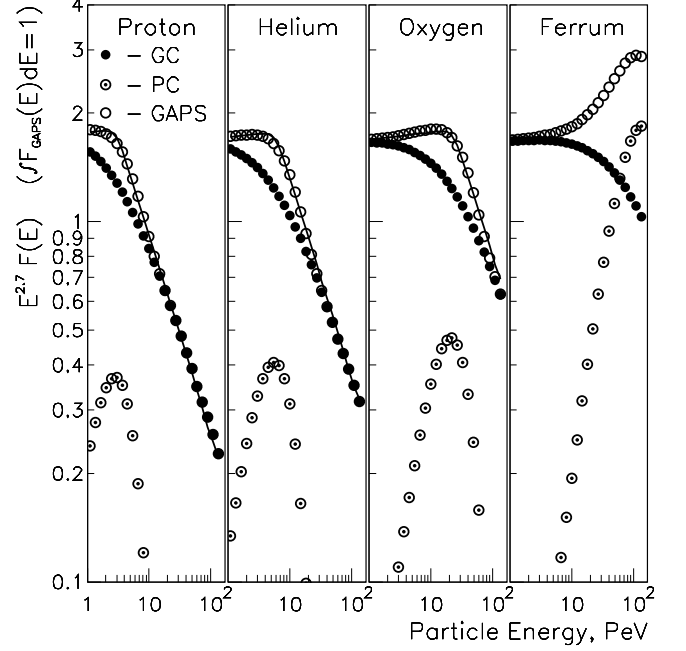 Proton
Helium
Oxygen
Ferrum
– GC
– PC
– GAPS
E^2.7 F(E) (∫F_GAPS(E)dE=1)
4
3
2
1
0.9
0.8
0.7
0.6
0.5
0.4
0.3
0.2
0.1
1 10 10^2 10 10^2 10 10^2 10 10^2
Particle Energy, PeV